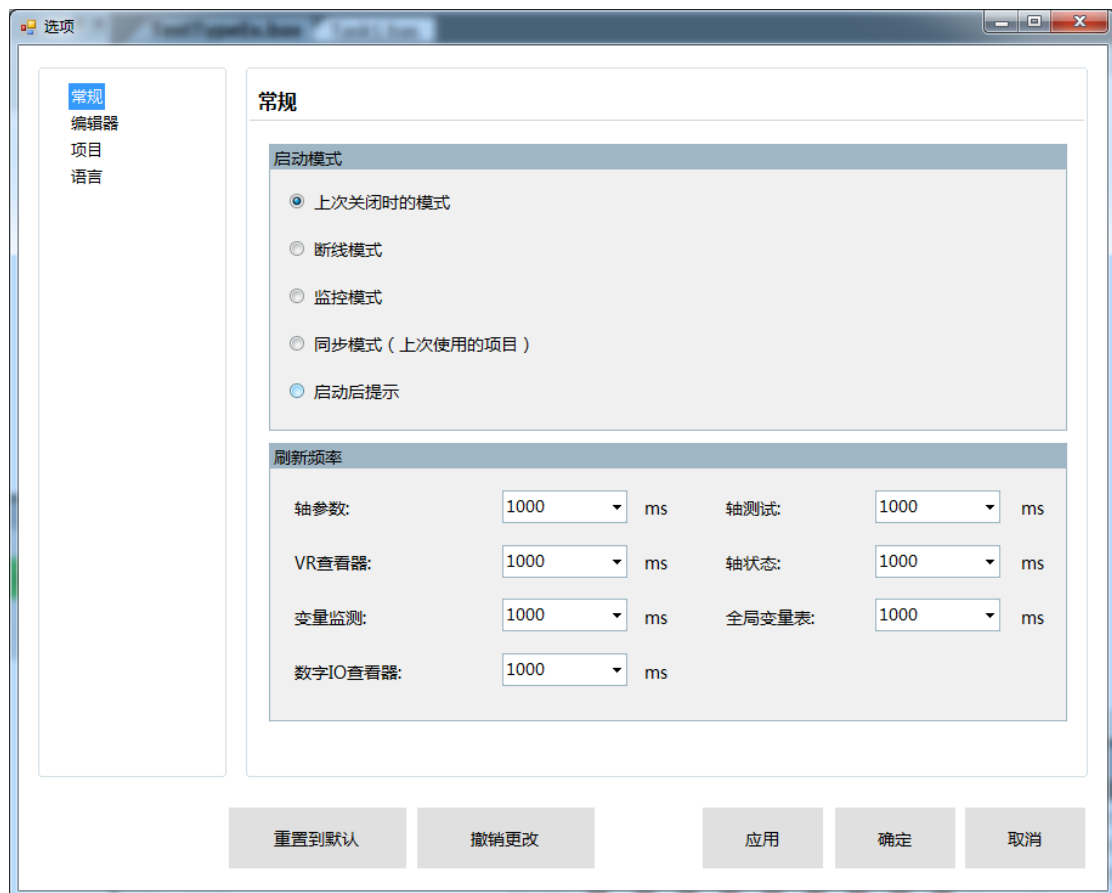 选项
常规
编辑器
项目
语言
常规
启动模式
上次关闭时的模式
断线模式
监控模式
同步模式（上次使用的项目）
启动后提示
刷新频率
轴参数: 1000 ms 轴测试: 1000 ms
VR查看器: 1000 ms 轴状态: 1000 ms
变量监测: 1000 ms 全局变量表: 1000 ms
数字IO查看器: 1000 ms
重置到默认 撤销更改 应用 确定 取消